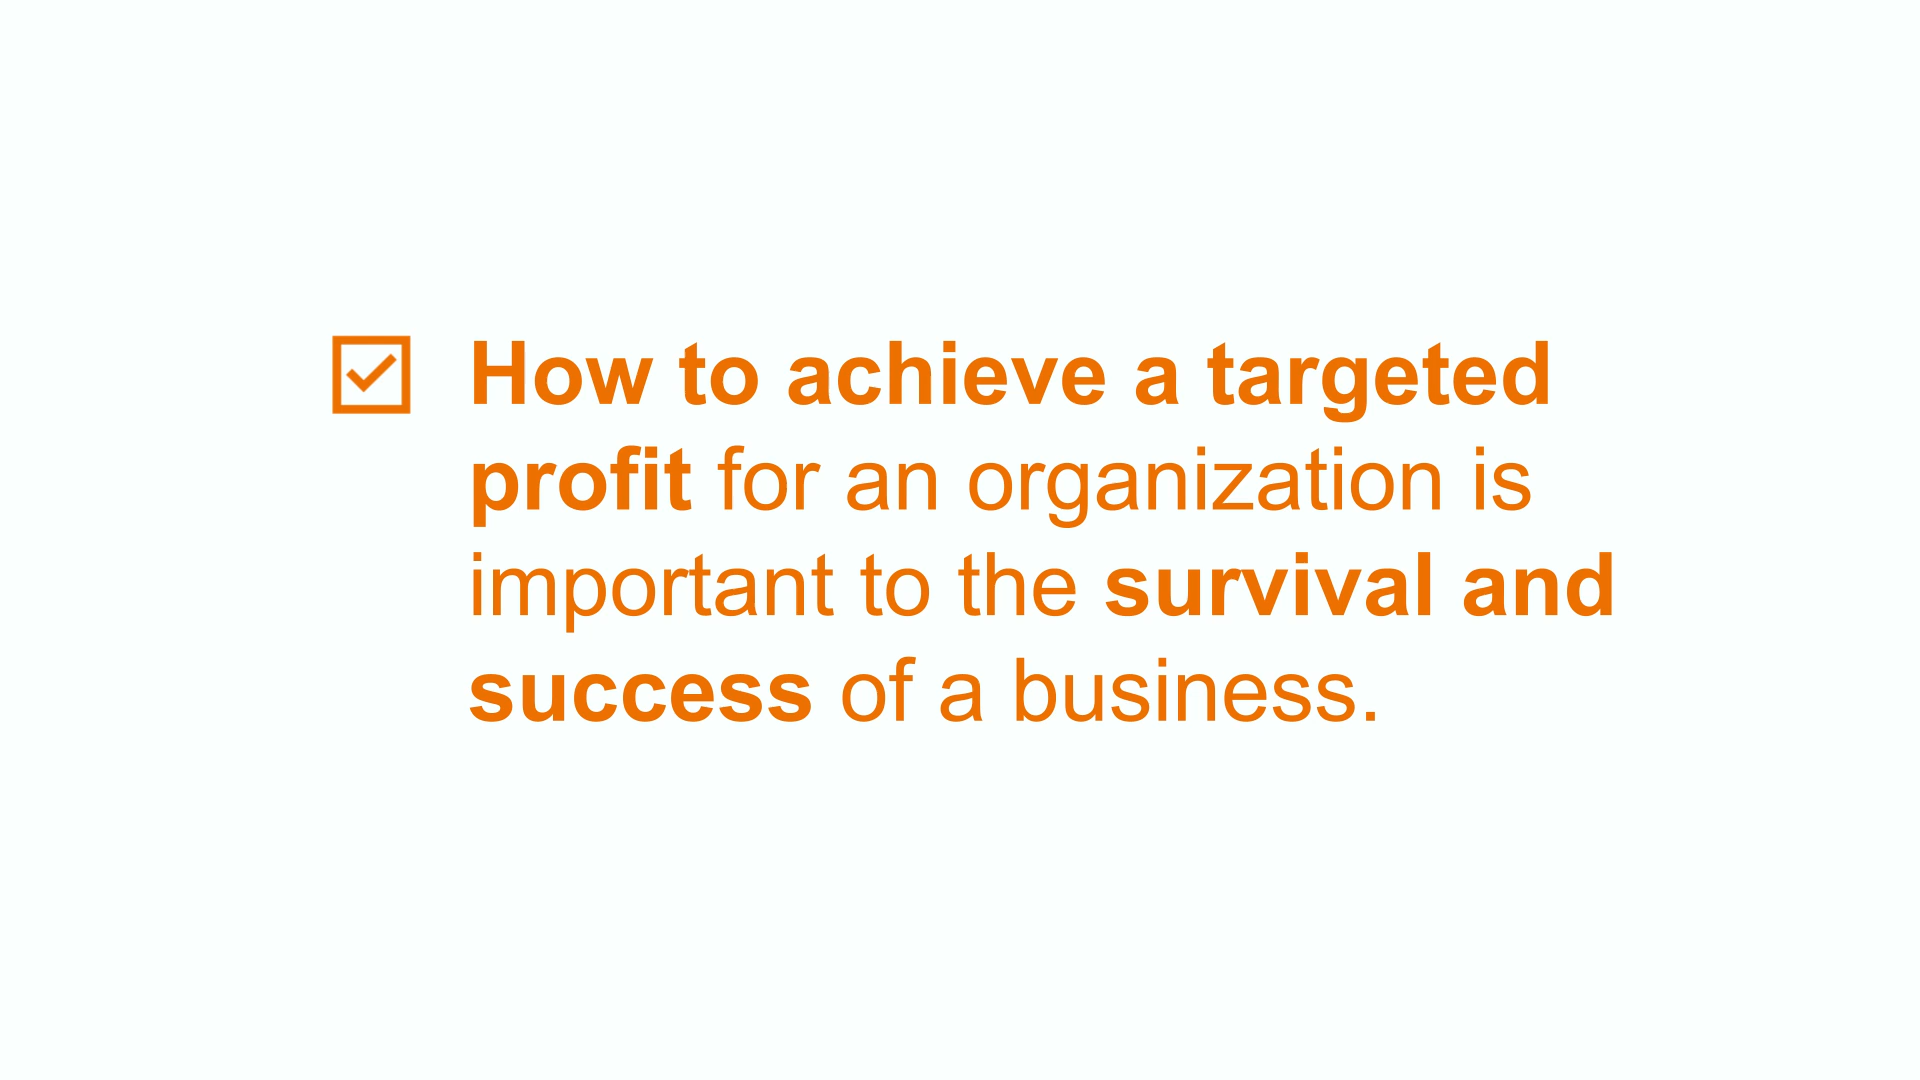 How to achieve a targeted
profit for an organization is
important to the survival and
success of a business.